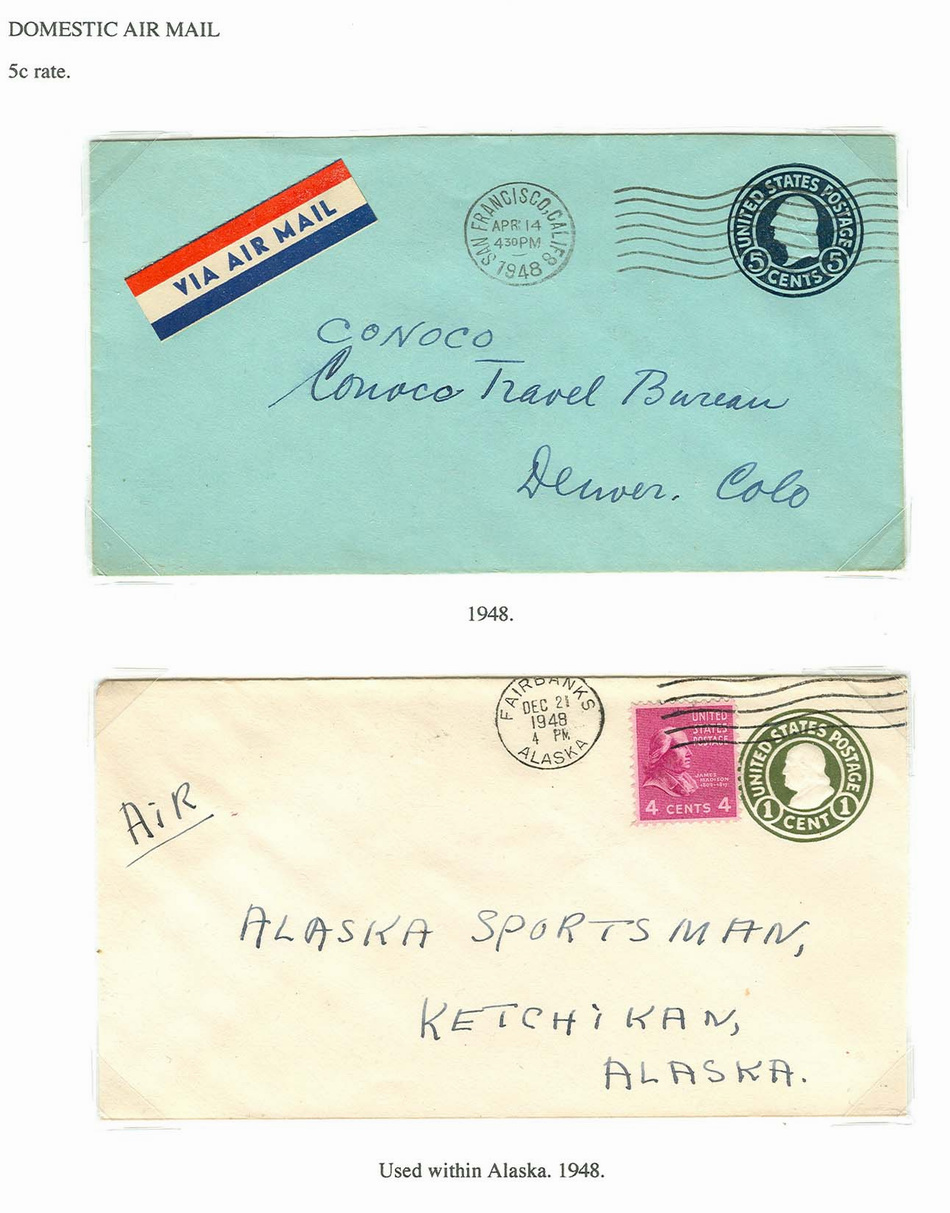 DOMESTIC AIR MAIL
5c rate.
VIA AIR MAIL
SAN FRANCISCO, CALIF. 8
APR 14
430 PM
1948
UNITED STATES POSTAGE
5 CENTS 5
CONOCO
Conoco Travel Bureau
Denver. Colo
1948.
FAIRBANKS
DEC 21
1948
4 PM
ALASKA
UNITED
STATES
POSTAGE
JAMES
MADISON
4 CENTS 4
UNITED STATES POSTAGE
1 CENT 1
AiR
ALASKA SPORTSMAN,
KETCHiKAN,
ALASKA.
Used within Alaska. 1948.